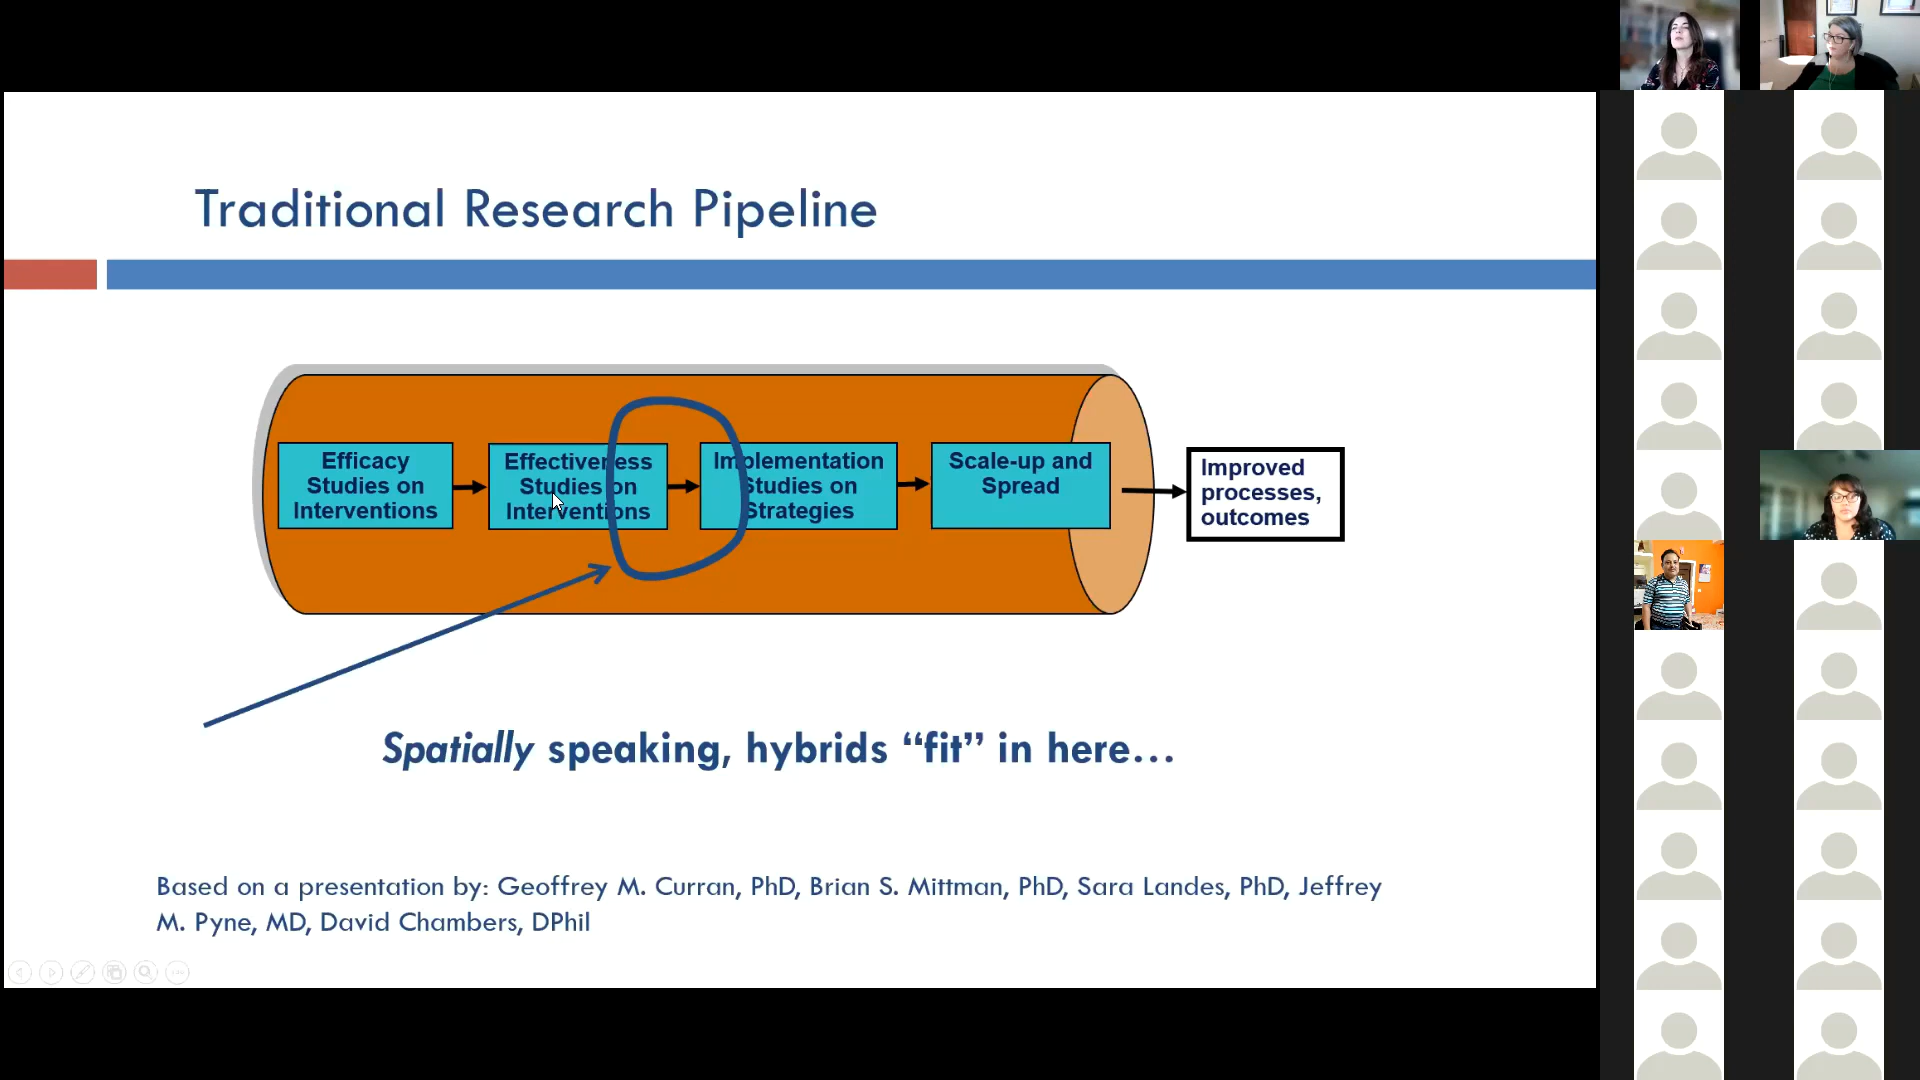 Traditional Research Pipeline
Efficacy
Studies on
Interventions
Effectiveness
Studies on
Interventions
Implementation
Studies on
Strategies
Scale-up and
Spread
Improved
processes,
outcomes
Spatially speaking, hybrids “fit” in here…
Based on a presentation by: Geoffrey M. Curran, PhD, Brian S. Mittman, PhD, Sara Landes, PhD, Jeffrey
M. Pyne, MD, David Chambers, DPhil